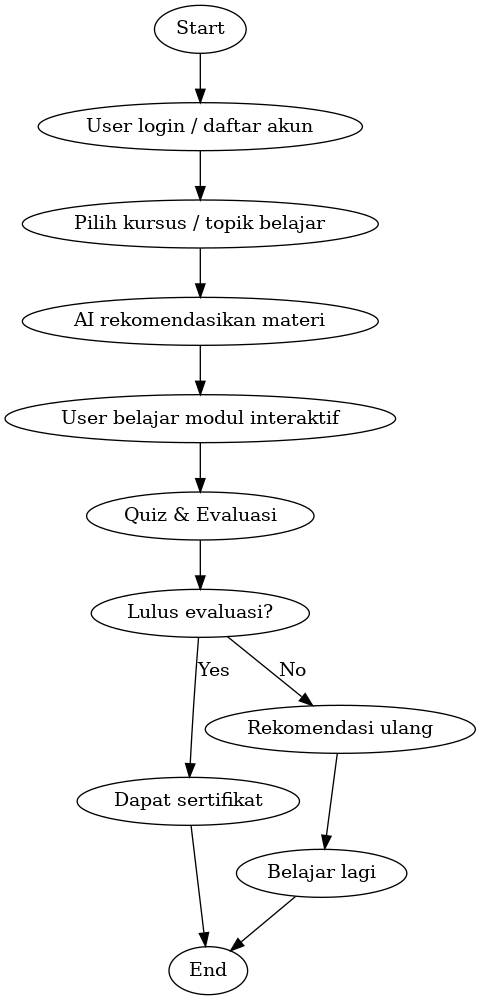 Start
User login / daftar akun
Pilih kursus / topik belajar
AI rekomendasikan materi
User belajar modul interaktif
Quiz & Evaluasi
Lulus evaluasi?
Yes
No
Rekomendasi ulang
Dapat sertifikat
Belajar lagi
End